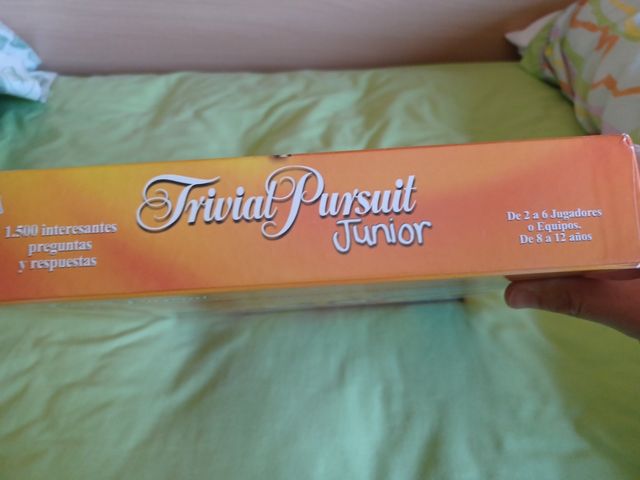 1.500 interesantes
preguntas
y respuestas
Trivial Pursuit
Junior
De 2 a 6 Jugadores
o Equipos.
De 8 a 12 años